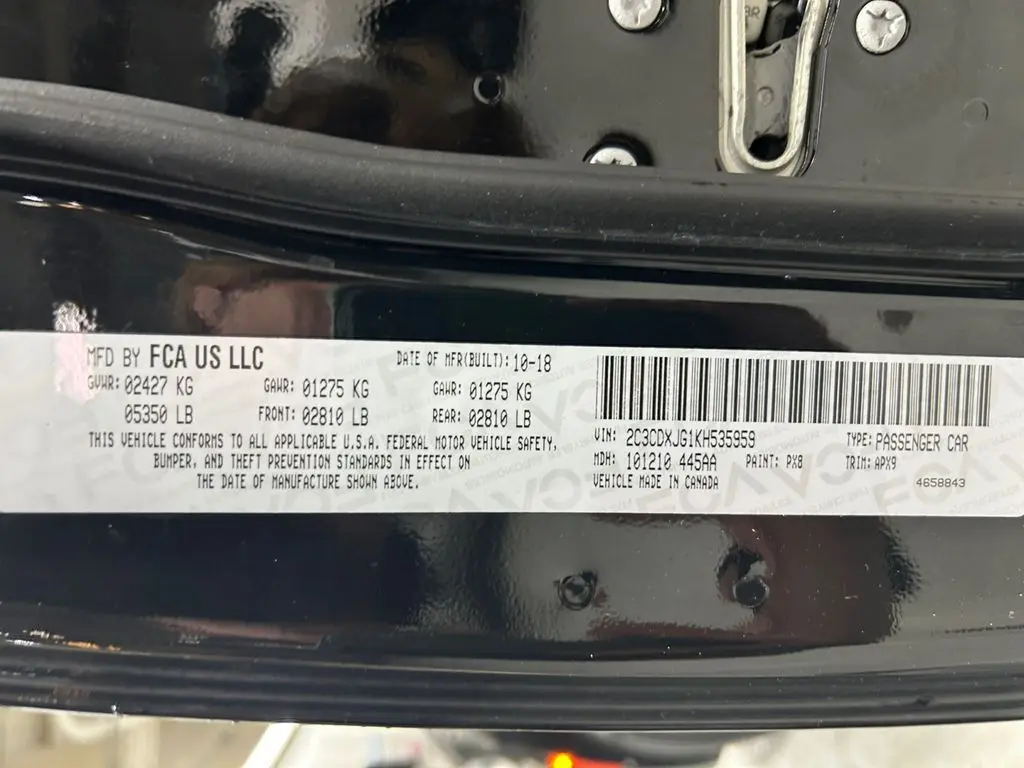 MFD BY FCA US LLC
DATE OF MFR(BUILT): 10-18
GVWR: 02427 KG GAWR: 01275 KG GAWR: 01275 KG
05350 LB FRONT: 02810 LB REAR: 02810 LB
THIS VEHICLE CONFORMS TO ALL APPLICABLE U.S.A. FEDERAL MOTOR VEHICLE SAFETY,
BUMPER, AND THEFT PREVENTION STANDARDS IN EFFECT ON
THE DATE OF MANUFACTURE SHOWN ABOVE.
VIN: 2C3CDXJG1KH535959 TYPE: PASSENGER CAR
MDH: 101210 445AA PAINT: PX8 TRIM: APX9
VEHICLE MADE IN CANADA 4658843